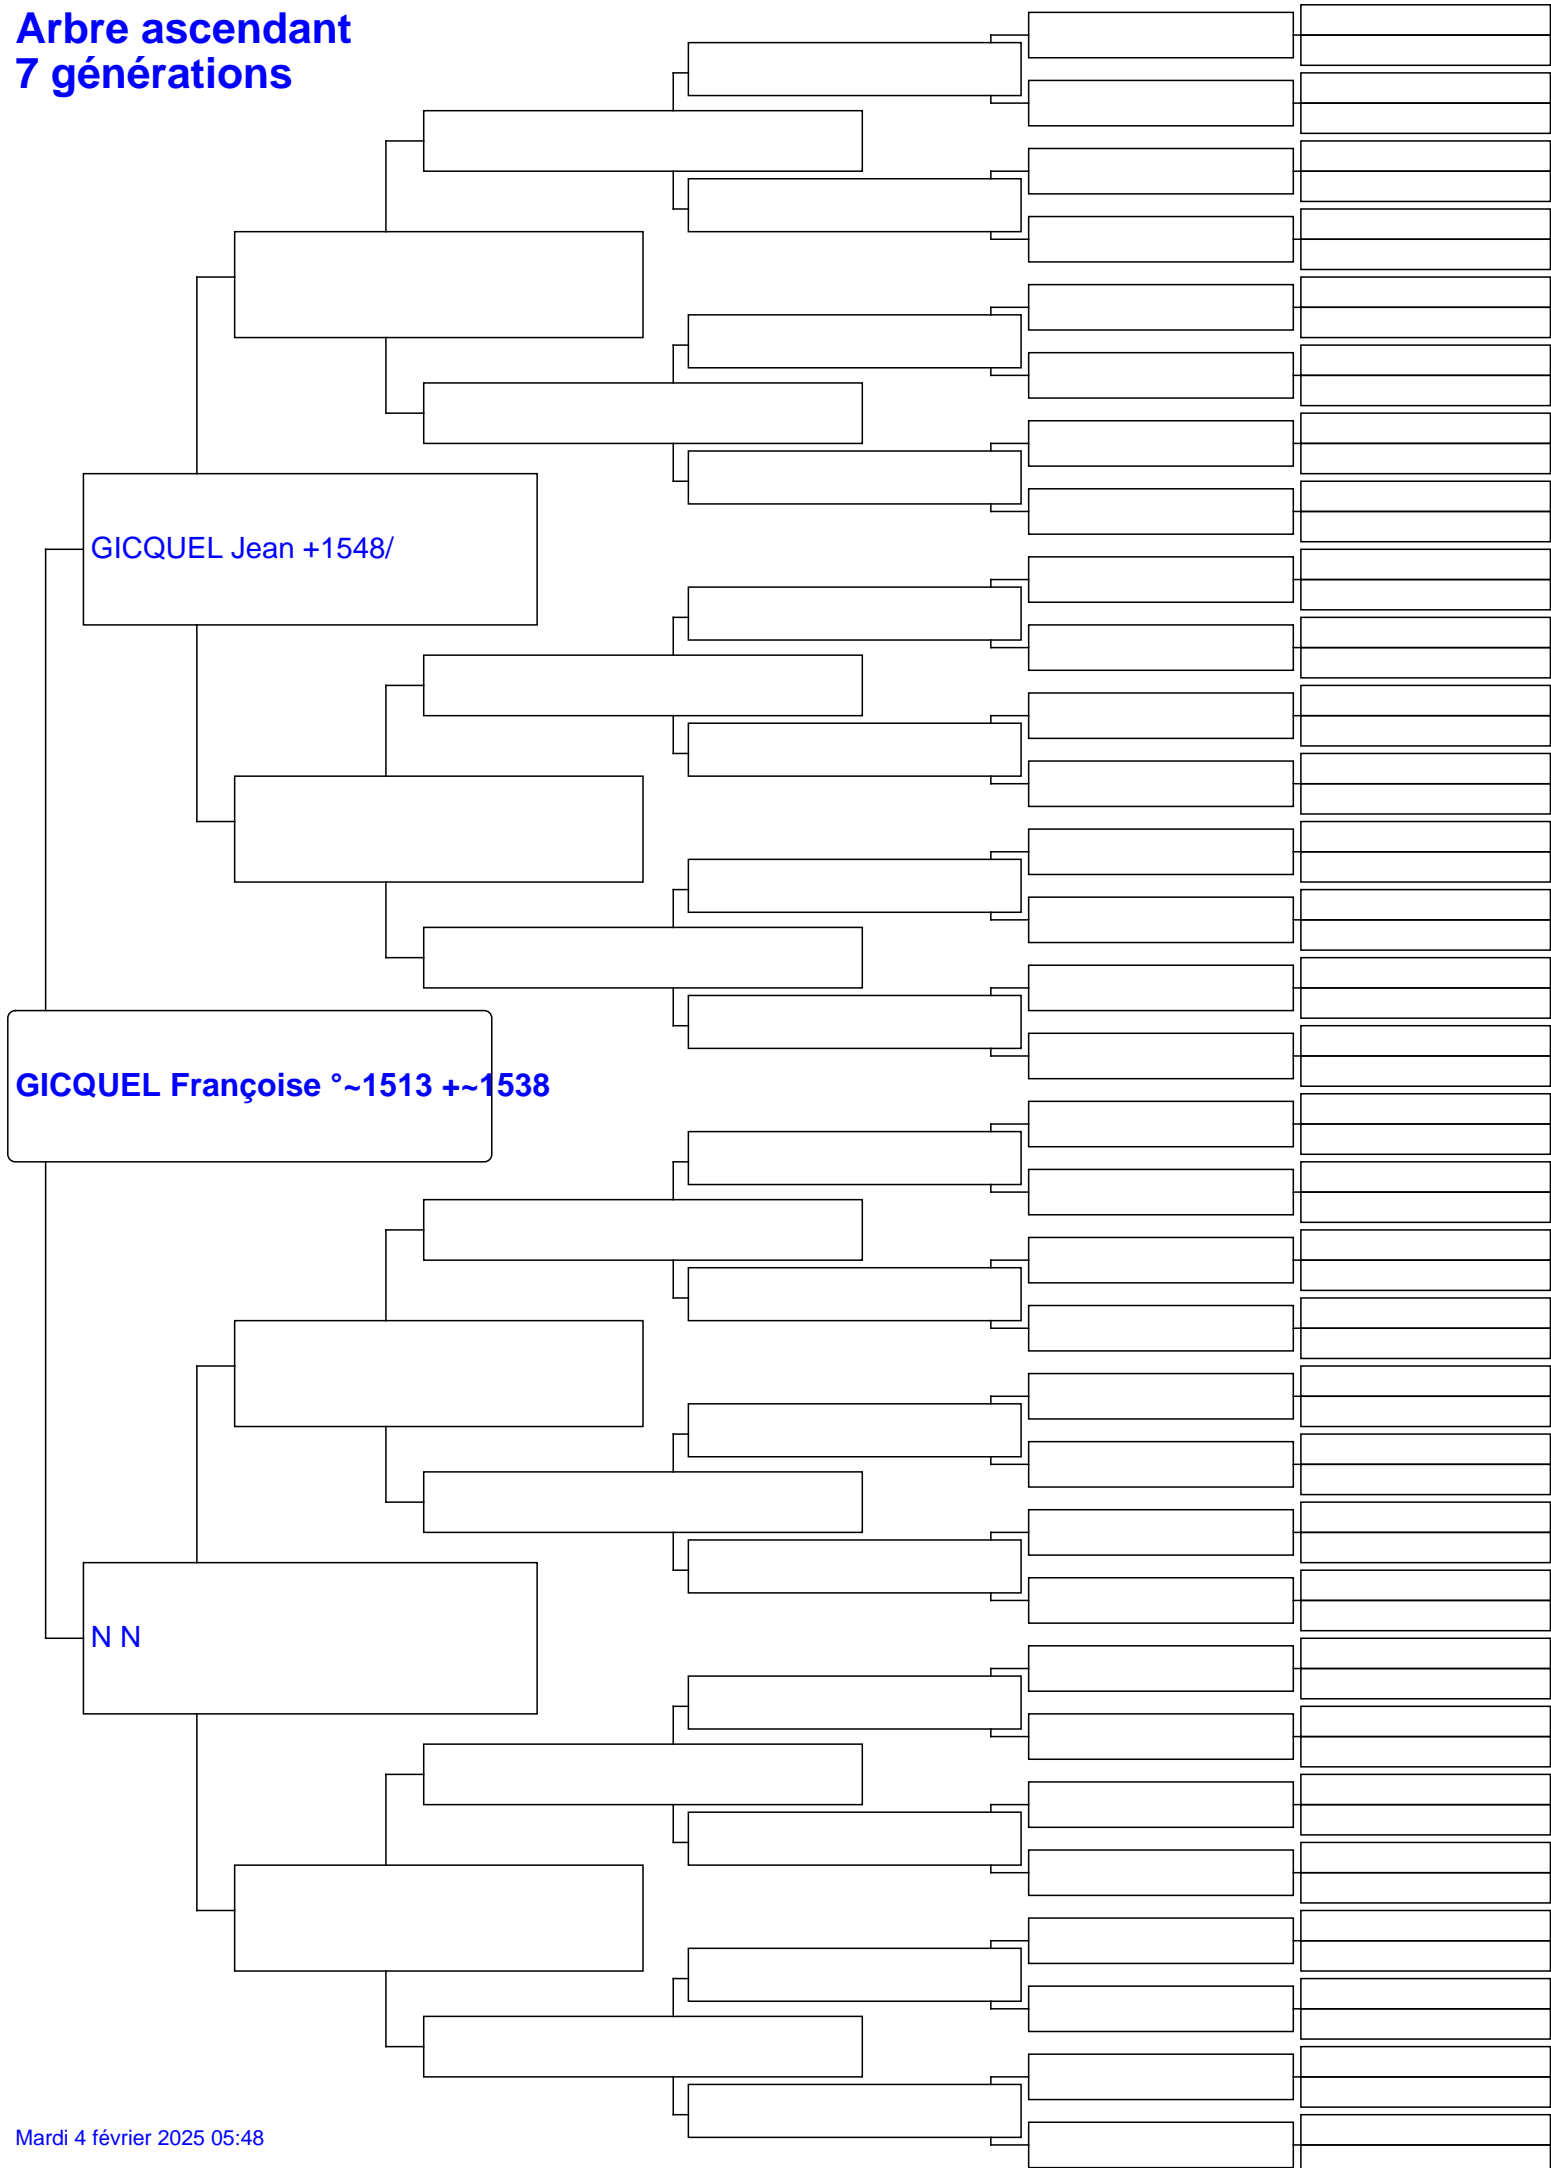 Arbre ascendant
7 générations
GICQUEL Jean +1548/
GICQUEL Françoise °~1513 +~1538
N N
Mardi 4 février 2025 05:48